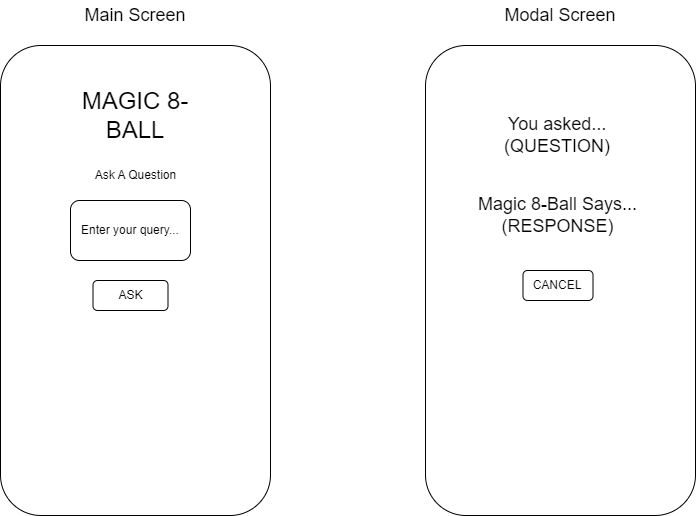 Main Screen
MAGIC 8-
BALL
Ask A Question
Enter your query...
ASK
Modal Screen
You asked...
(QUESTION)
Magic 8-Ball Says...
(RESPONSE)
CANCEL